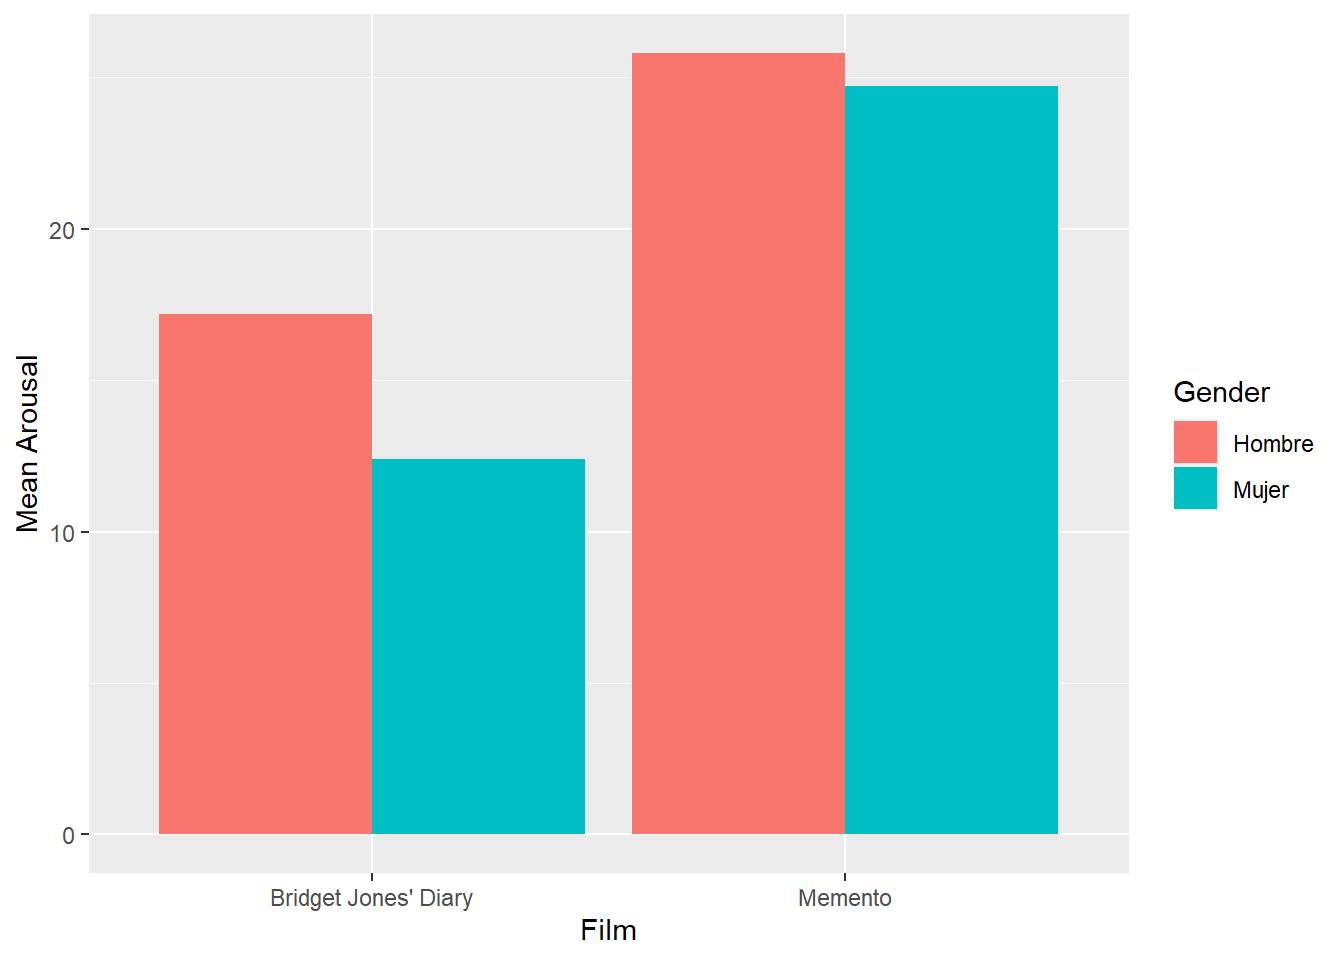 Mean Arousal
20
10
0
Bridget Jones' Diary
Memento
Film
Gender
Hombre
Mujer